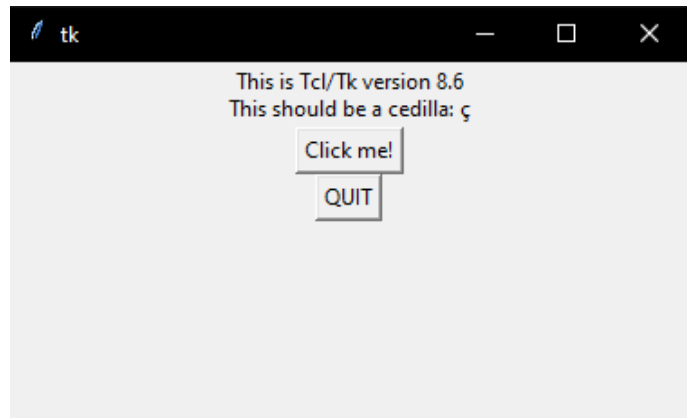 tk
This is Tcl/Tk version 8.6
This should be a cedilla: ç
Click me!
QUIT